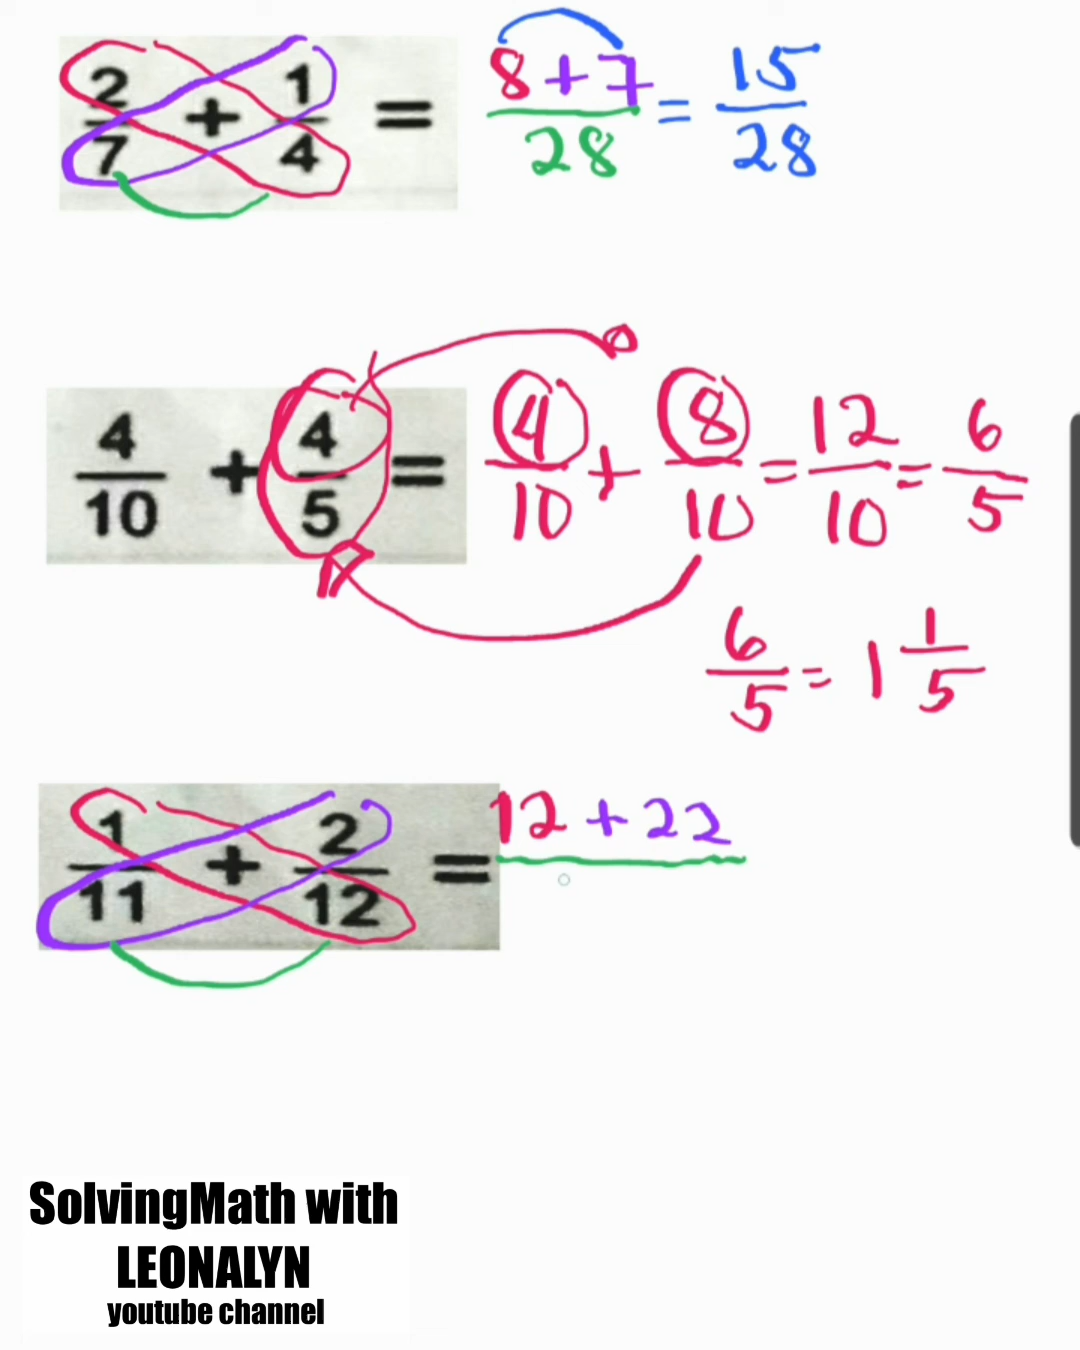 2/7 + 1/4 = 8+7/28 = 15/28
4/10 + 4/5 = 4/10 + 8/10 = 12/10 = 6/5
6/5 = 1 1/5
1/11 + 2/12 = 12+22
SolvingMath with
LEONALYN
youtube channel